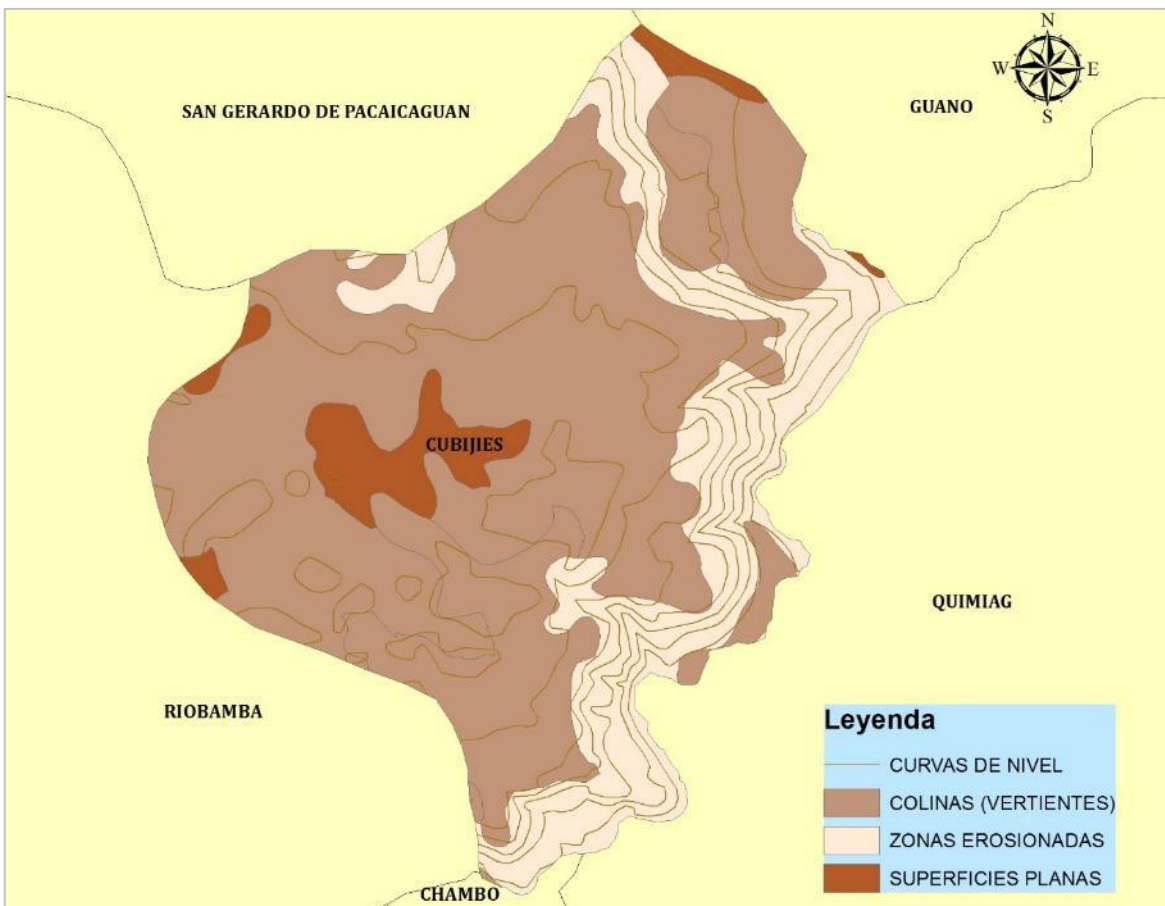 N
W E
S
SAN GERARDO DE PACAICAGUAN
GUANO
CUBIJIES
QUIMIAG
RIOBAMBA
CHAMBO
Leyenda
CURVAS DE NIVEL
COLINAS (VERTIENTES)
ZONAS EROSIONADAS
SUPERFICIES PLANAS